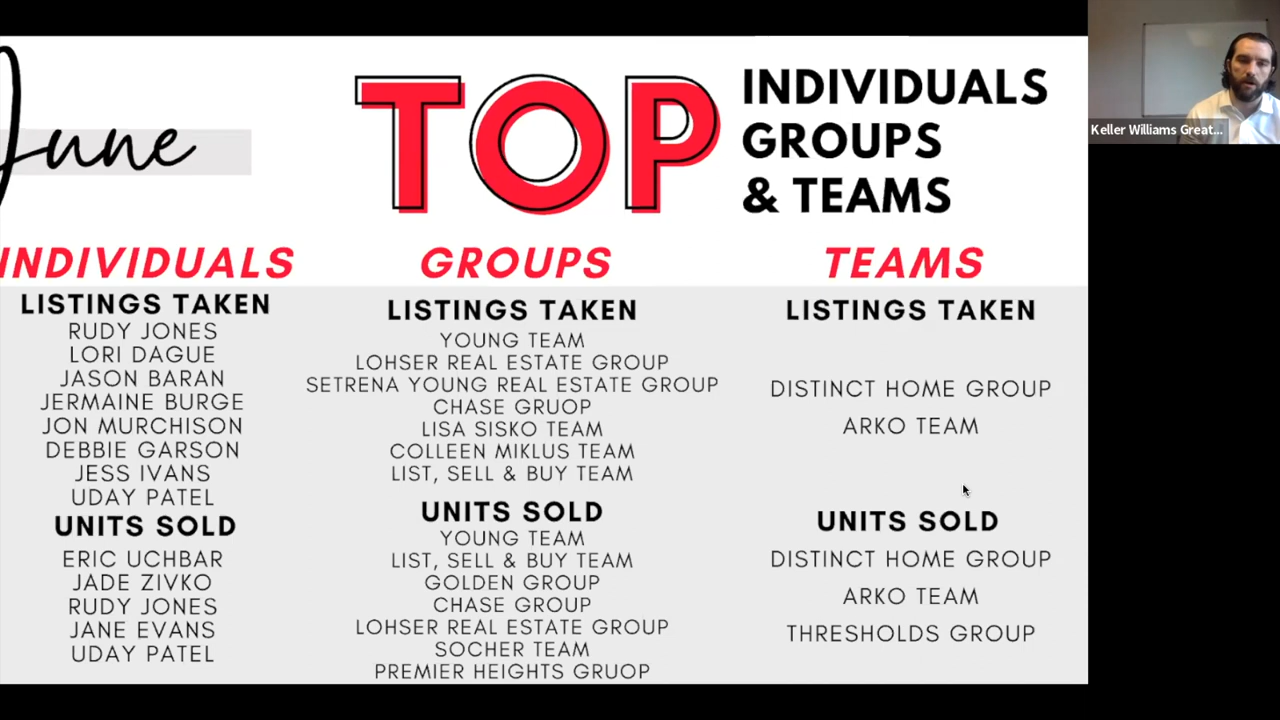 June
TOP
INDIVIDUALS
GROUPS
& TEAMS
Keller Williams Great...
INDIVIDUALS
LISTINGS TAKEN
RUDY JONES
LORI DAGUE
JASON BARAN
JERMAINE BURGE
JON MURCHISON
DEBBIE GARSON
JESS IVANS
UDAY PATEL
UNITS SOLD
ERIC UCHBAR
JADE ZIVKO
RUDY JONES
JANE EVANS
UDAY PATEL
GROUPS
LISTINGS TAKEN
YOUNG TEAM
LOHSER REAL ESTATE GROUP
SETRENA YOUNG REAL ESTATE GROUP
CHASE GRUOP
LISA SISKO TEAM
COLLEEN MIKLUS TEAM
LIST, SELL & BUY TEAM
UNITS SOLD
YOUNG TEAM
LIST, SELL & BUY TEAM
GOLDEN GROUP
CHASE GROUP
LOHSER REAL ESTATE GROUP
SOCHER TEAM
PREMIER HEIGHTS GRUOP
TEAMS
LISTINGS TAKEN
DISTINCT HOME GROUP
ARKO TEAM
UNITS SOLD
DISTINCT HOME GROUP
ARKO TEAM
THRESHOLDS GROUP